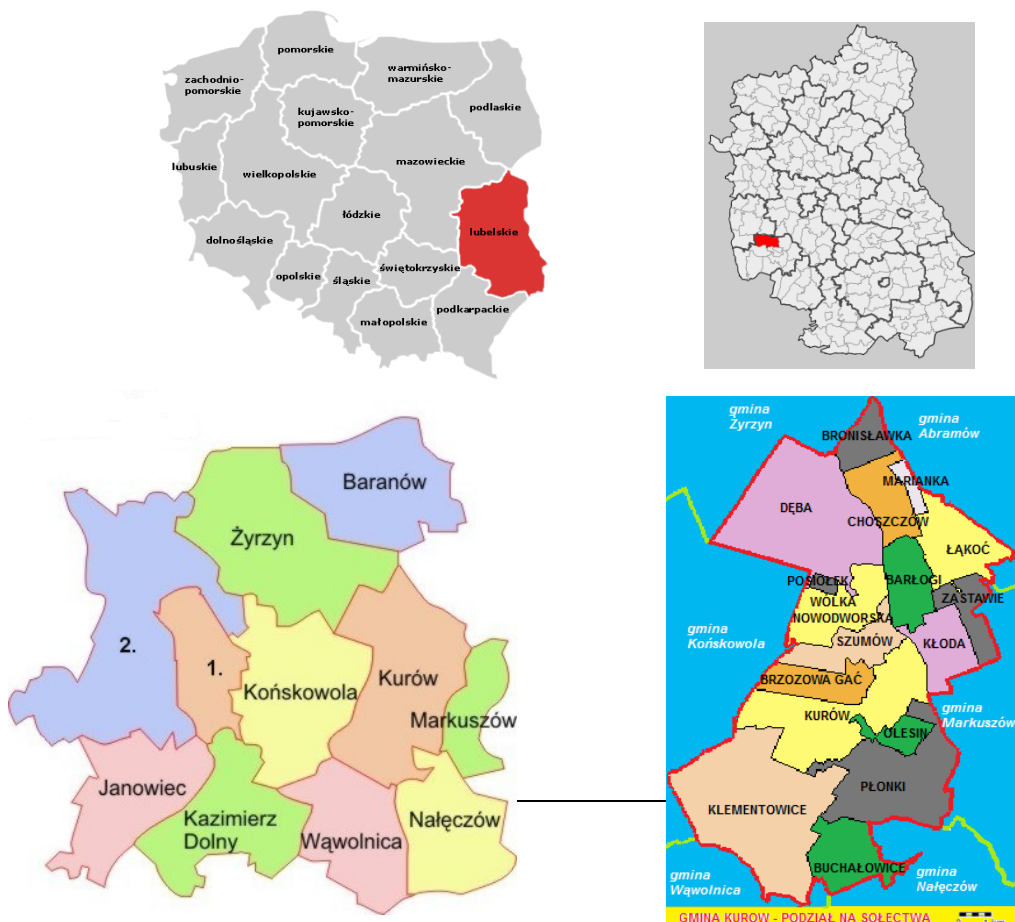 pomorskie
warmińsko-
mazurskie
zachodnio-
pomorskie
podlaskie
kujawsko-
pomorskie
mazowieckie
lubuskie
wielkopolskie
łódzkie
lubelskie
dolnośląskie
opolskie
śląskie
świętokrzyskie
podkarpackie
małopolskie
Baranów
Żyrzyn
2.
1.
Końskowola
Kurów
Markuszów
Janowiec
Kazimierz
Dolny
Wąwolnica
Nałęczów
gmina
Żyrzyn
gmina
Abramów
BRONISŁAWKA
MARIANKA
DĘBA
CHOSZCZÓW
ŁĄKOĆ
POSIOŁEK
BARŁOGI
ZASTAWIE
WÓLKA
NOWODWORSKA
gmina
Końskowola
SZUMÓW
KŁODA
BRZOZOWA GAĆ
KURÓW
gmina
Markuszów
OLESIN
PŁONKI
KLEMENTOWICE
BUCHAŁOWICE
gmina
Wąwolnica
gmina
Nałęczów
GMINA KURÓW - PODZIAŁ NA SOŁECTWA